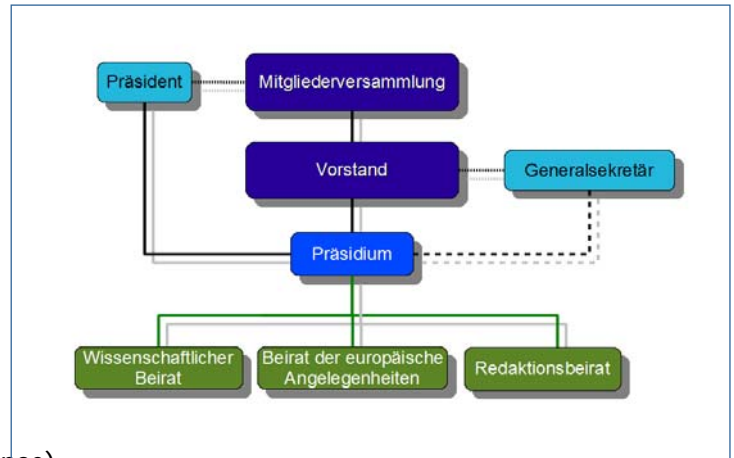 Präsident
Mitgliederversammlung
Vorstand
Generalsekretär
Präsidium
Wissenschaftlicher
Beirat
Beirat der europäische
Angelegenheiten
Redaktionsbeirat